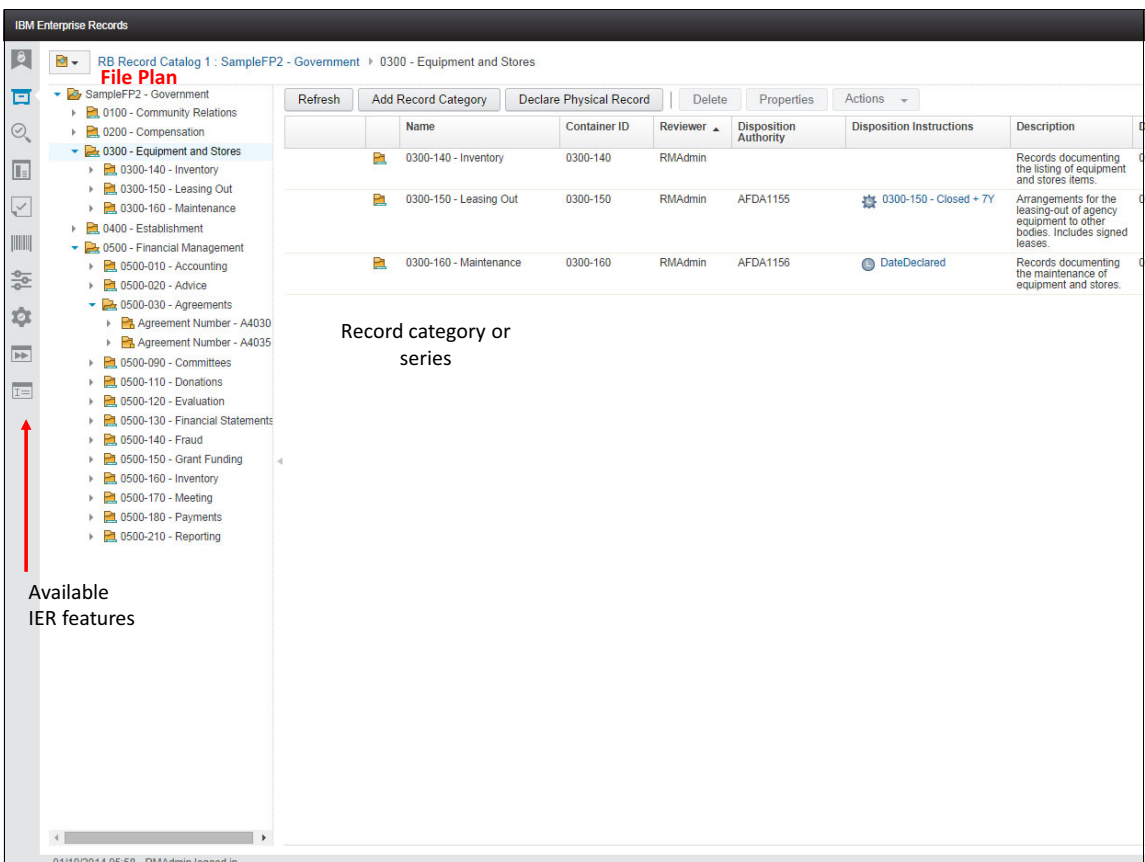 IBM Enterprise Records
RB Record Catalog 1 : SampleFP2 - Government 0300 - Equipment and Stores
File Plan
SampleFP2 - Government
0100 - Community Relations
0200 - Compensation
0300 - Equipment and Stores
0300-140 - Inventory
0300-150 - Leasing Out
0300-160 - Maintenance
0400 - Establishment
0500 - Financial Management
0500-010 - Accounting
0500-020 - Advice
0500-030 - Agreements
Agreement Number - A4030
Agreement Number - A4035
0500-090 - Committees
0500-110 - Donations
0500-120 - Evaluation
0500-130 - Financial Statements
0500-140 - Fraud
0500-150 - Grant Funding
0500-160 - Inventory
0500-170 - Meeting
0500-180 - Payments
0500-210 - Reporting
Available
IER features
Refresh Add Record Category Declare Physical Record Delete Properties Actions
Name Container ID Reviewer Disposition Authority Disposition Instructions Description D
0300-140 - Inventory 0300-140 RMAdmin Records documenting
the listing of equipment
and stores items.
0300-150 - Leasing Out 0300-150 RMAdmin AFDA1155 0300-150 - Closed + 7Y Arrangements for the
leasing-out of agency
equipment to other
bodies. Includes signed
leases.
0300-160 - Maintenance 0300-160 RMAdmin AFDA1156 DateDeclared Records documenting
the maintenance of
equipment and stores.
Record category or
series
01/10/2014 05:58 RMAdmin logged in